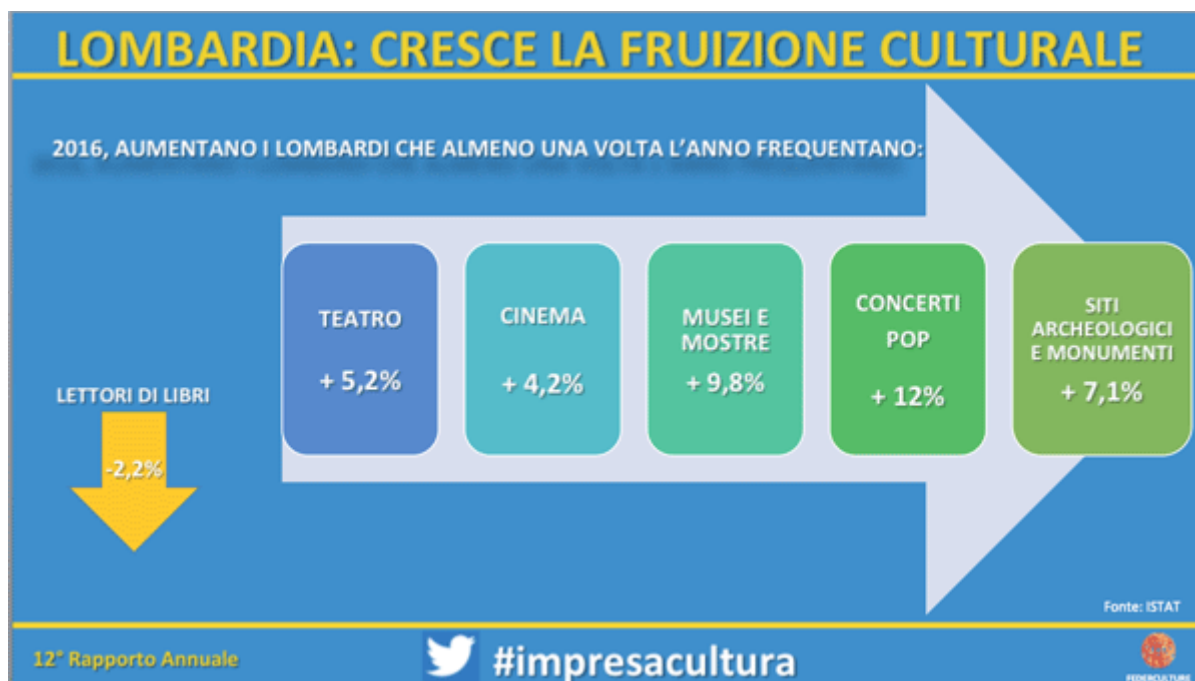 LOMBARDIA: CRESCE LA FRUIZIONE CULTURALE
2016, AUMENTANO I LOMBARDI CHE ALMENO UNA VOLTA L'ANNO FREQUENTANO:
TEATRO
+ 5,2%
CINEMA
+ 4,2%
MUSEI E
MOSTRE
+ 9,8%
CONCERTI
POP
+ 12%
SITI
ARCHEOLOGICI
E MONUMENTI
+ 7,1%
LETTORI DI LIBRI
-2,2%
Fonte: ISTAT
12° Rapporto Annuale
#impresacultura
FEDERCULTURE